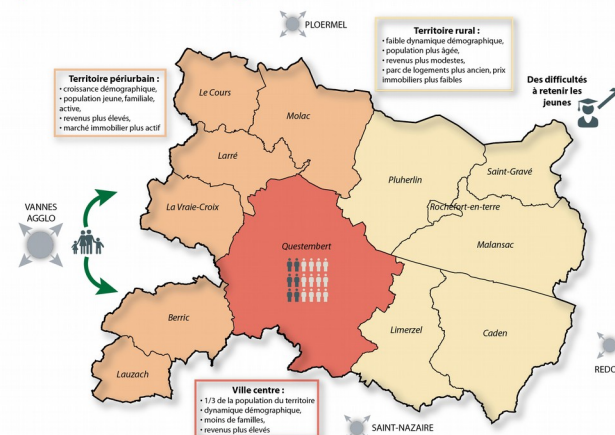 PLOERMEL
Territoire rural :
• faible dynamique démographique,
• population plus âgée,
• revenus plus modestes,
• parc de logements plus ancien, prix
immobiliers plus faibles
Territoire périurbain :
• croissance démographique,
• population jeune, familiale,
active,
• revenus plus élevés,
• marché immobilier plus actif
Des difficultés
à retenir les
jeunes
Le Cours
Molac
Larré
Pluherlin
Saint-Gravé
La Vraie-Croix
Rochefort-en-terre
VANNES
AGGLO
Questembert
Malansac
Berric
Limerzel
Caden
Lauzach
REDO
Ville centre :
• 1/3 de la population du territoire
• dynamique démographique,
• moins de familles,
• revenus plus élevés
SAINT-NAZAIRE